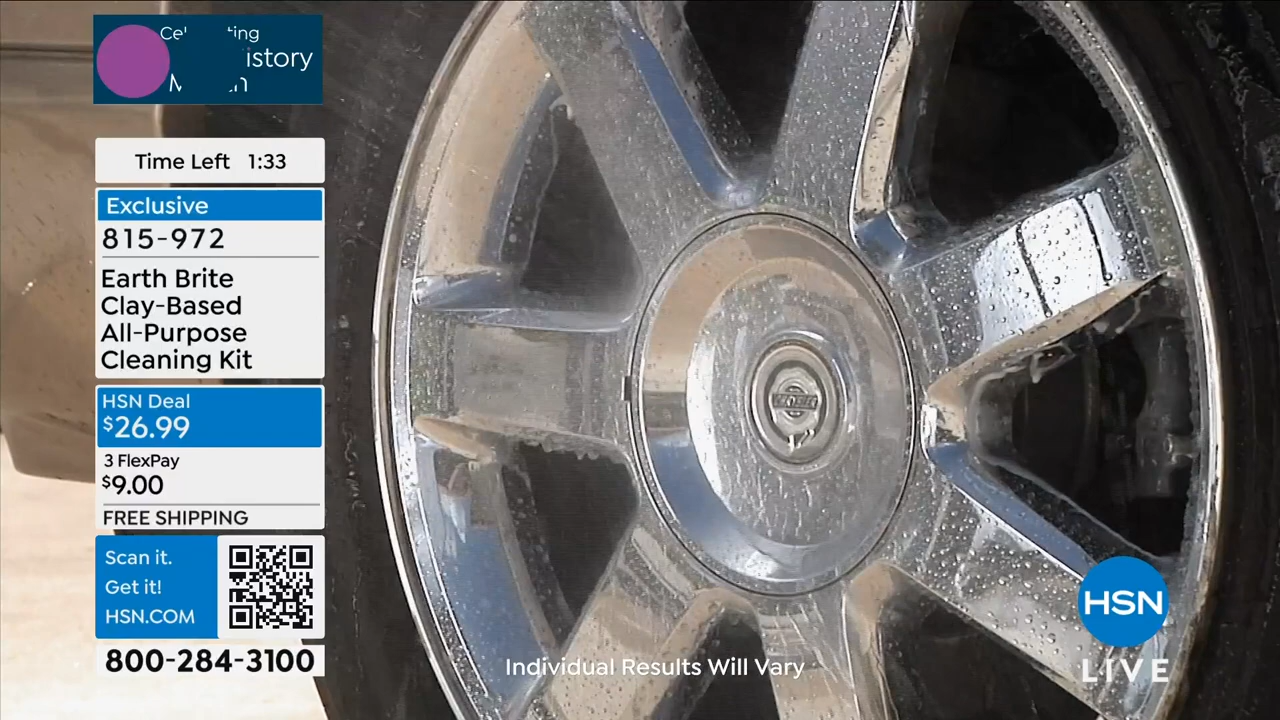 istory
Time Left 1:33
Exclusive
815-972
Earth Brite
Clay-Based
All-Purpose
Cleaning Kit
HSN Deal
$26.99
3 FlexPay
$9.00
FREE SHIPPING
Scan it.
Get it!
HSN.COM
800-284-3100
Individual Results Will Vary
HSN
LIVE